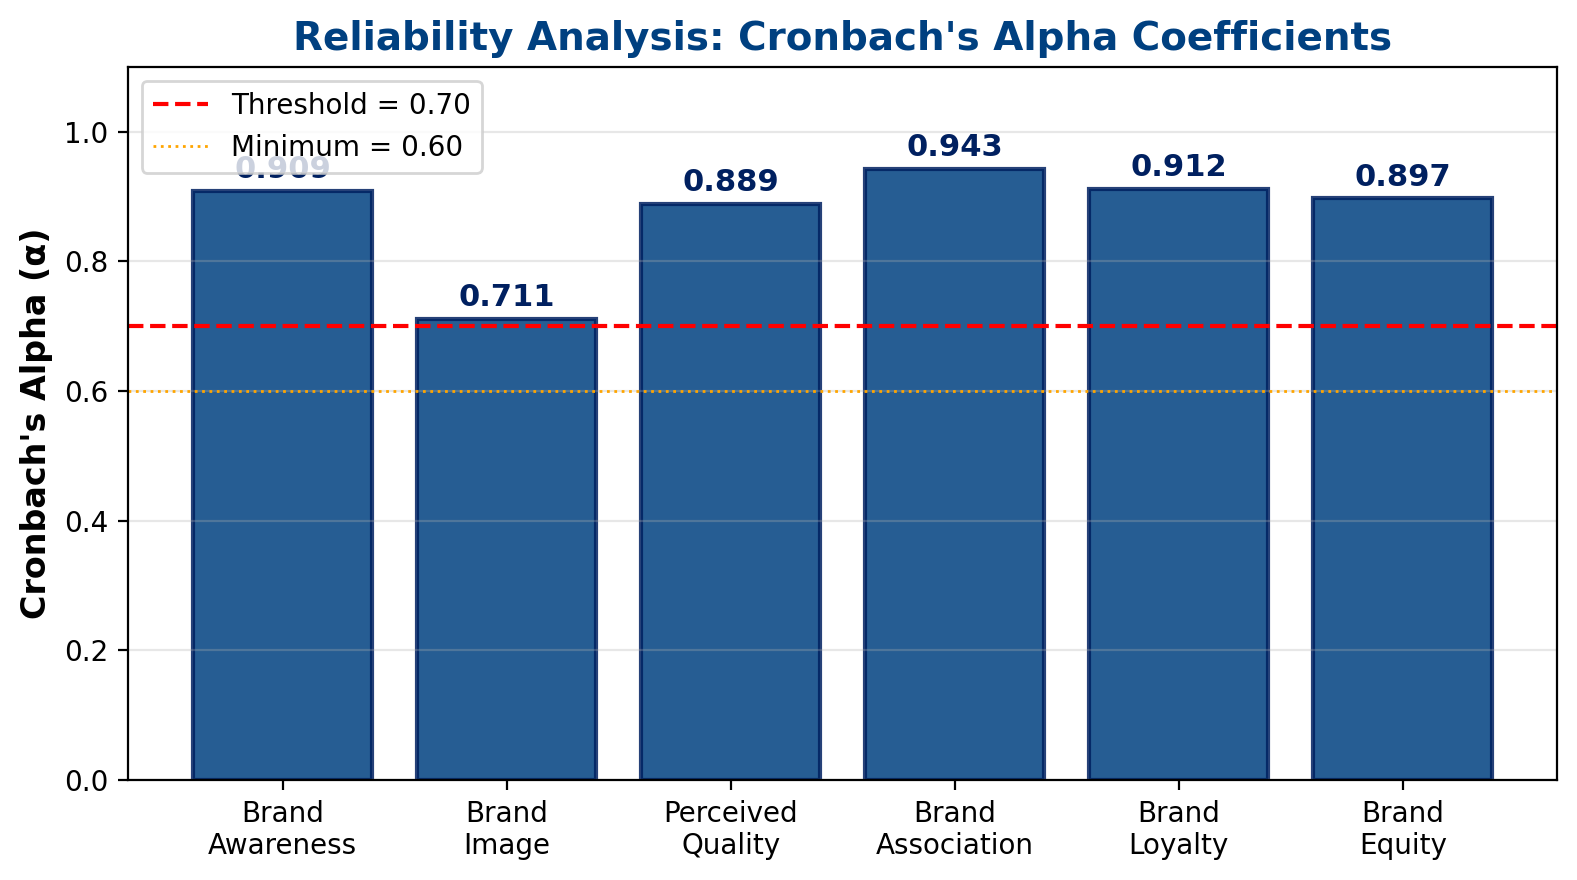 Reliability Analysis: Cronbach's Alpha Coefficients
Threshold = 0.70
Minimum = 0.60
0.909
0.711
0.889
0.943
0.912
0.897
Cronbach's Alpha (α)
1.0
0.8
0.6
0.4
0.2
0.0
Brand
Awareness
Brand
Image
Perceived
Quality
Brand
Association
Brand
Loyalty
Brand
Equity